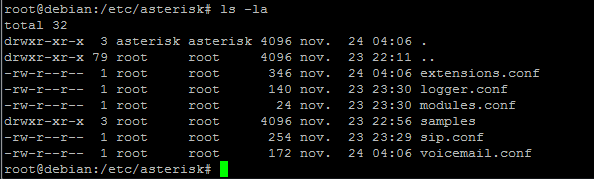 root@debian:/etc/asterisk# ls -la
total 32
drwxr-xr-x  3 asterisk asterisk 4096 nov.  24 04:06 .
drwxr-xr-x 79 root     root     4096 nov.  23 22:11 ..
-rw-r--r--  1 root     root      346 nov.  24 04:06 extensions.conf
-rw-r--r--  1 root     root      140 nov.  23 23:30 logger.conf
-rw-r--r--  1 root     root       24 nov.  23 23:30 modules.conf
drwxr-xr-x  3 root     root     4096 nov.  23 22:56 samples
-rw-r--r--  1 root     root      254 nov.  23 23:29 sip.conf
-rw-r--r--  1 root     root      172 nov.  24 04:06 voicemail.conf
root@debian:/etc/asterisk#